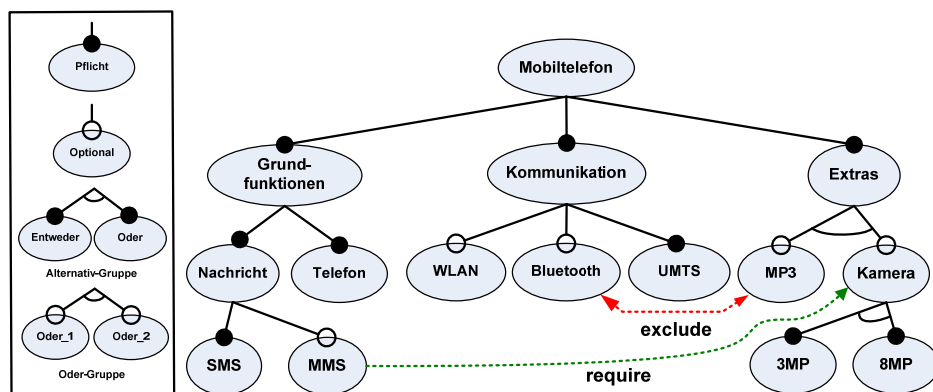 Pflicht
Optional
Entweder
Oder
Alternativ-Gruppe
Oder_1
Oder_2
Oder-Gruppe
Mobiltelefon
Grund-
funktionen
Kommunikation
Extras
Nachricht
Telefon
WLAN
Bluetooth
UMTS
MP3
Kamera
exclude
SMS
MMS
require
3MP
8MP